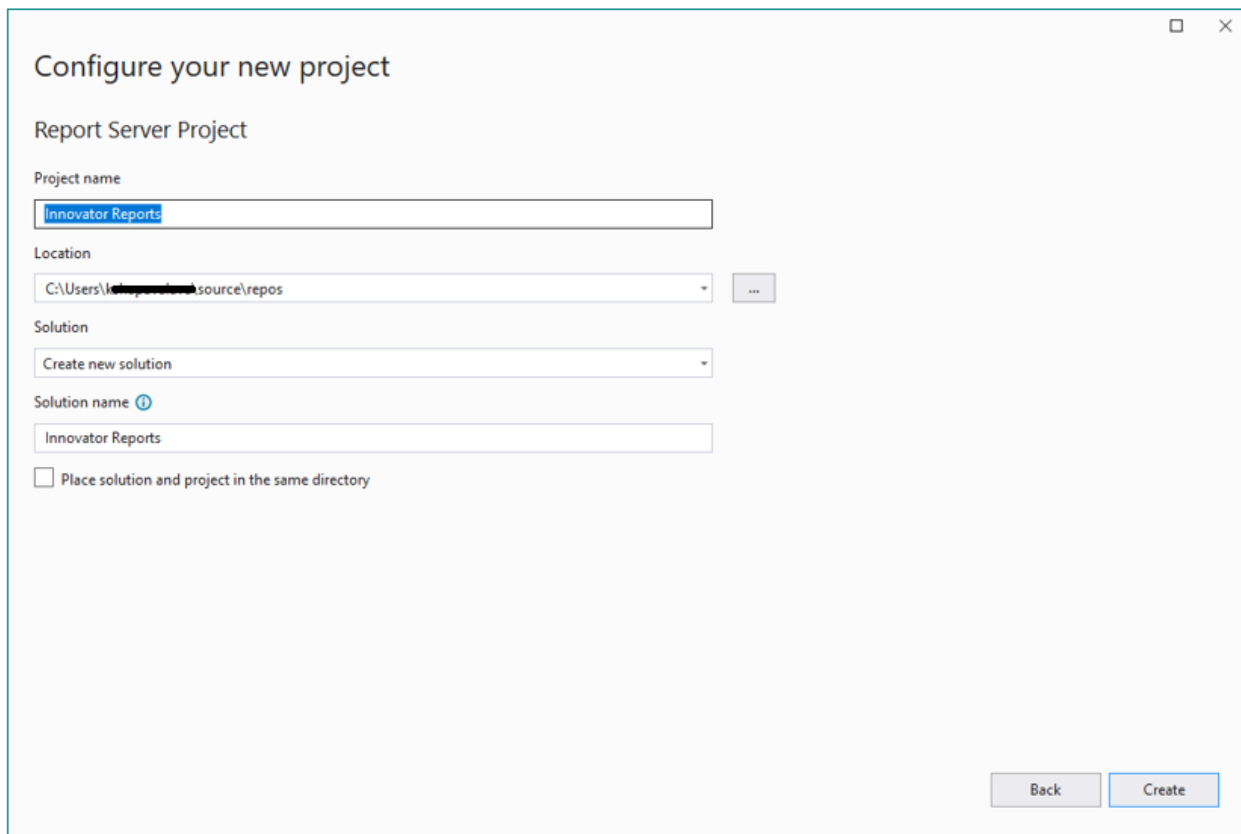 Configure your new project
Report Server Project
Project name
Innovator Reports
Location
C:\Users\ \source\repos
...
Solution
Create new solution
Solution name
Innovator Reports
Place solution and project in the same directory
Back
Create